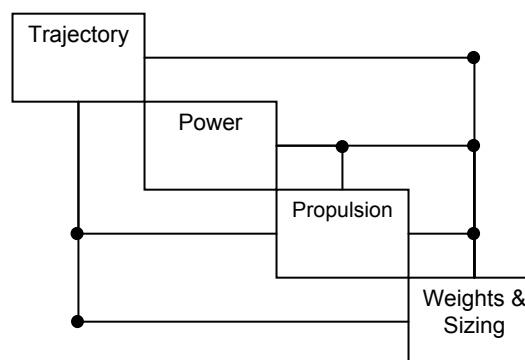 Trajectory
Power
Propulsion
Weights &
Sizing